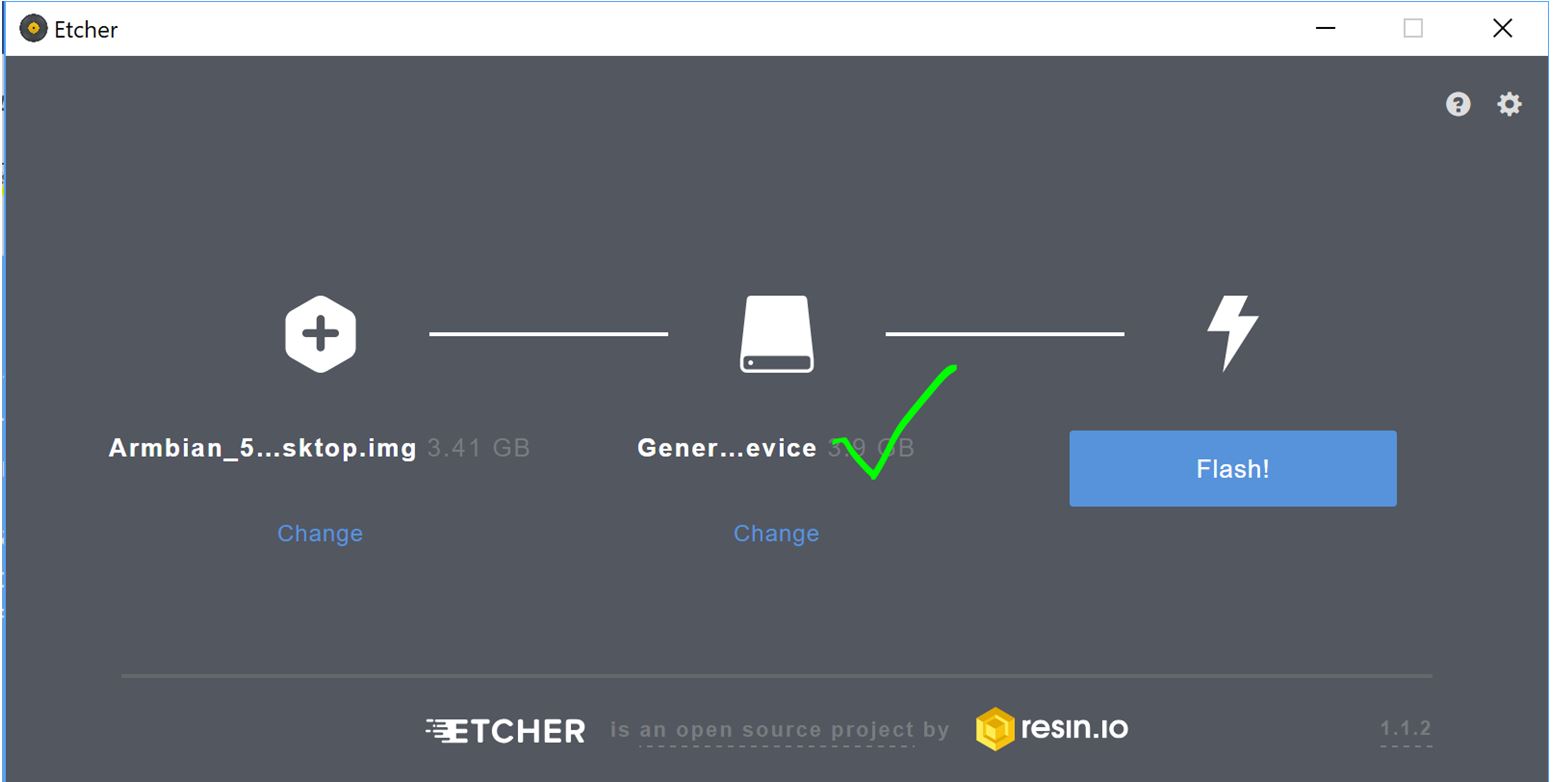 Etcher
Armbian_5...sktop.img 3.41 GB
Gener...evice 3.9 GB
Flash!
Change
Change
ETCHER is an open source project by resin.io 1.1.2